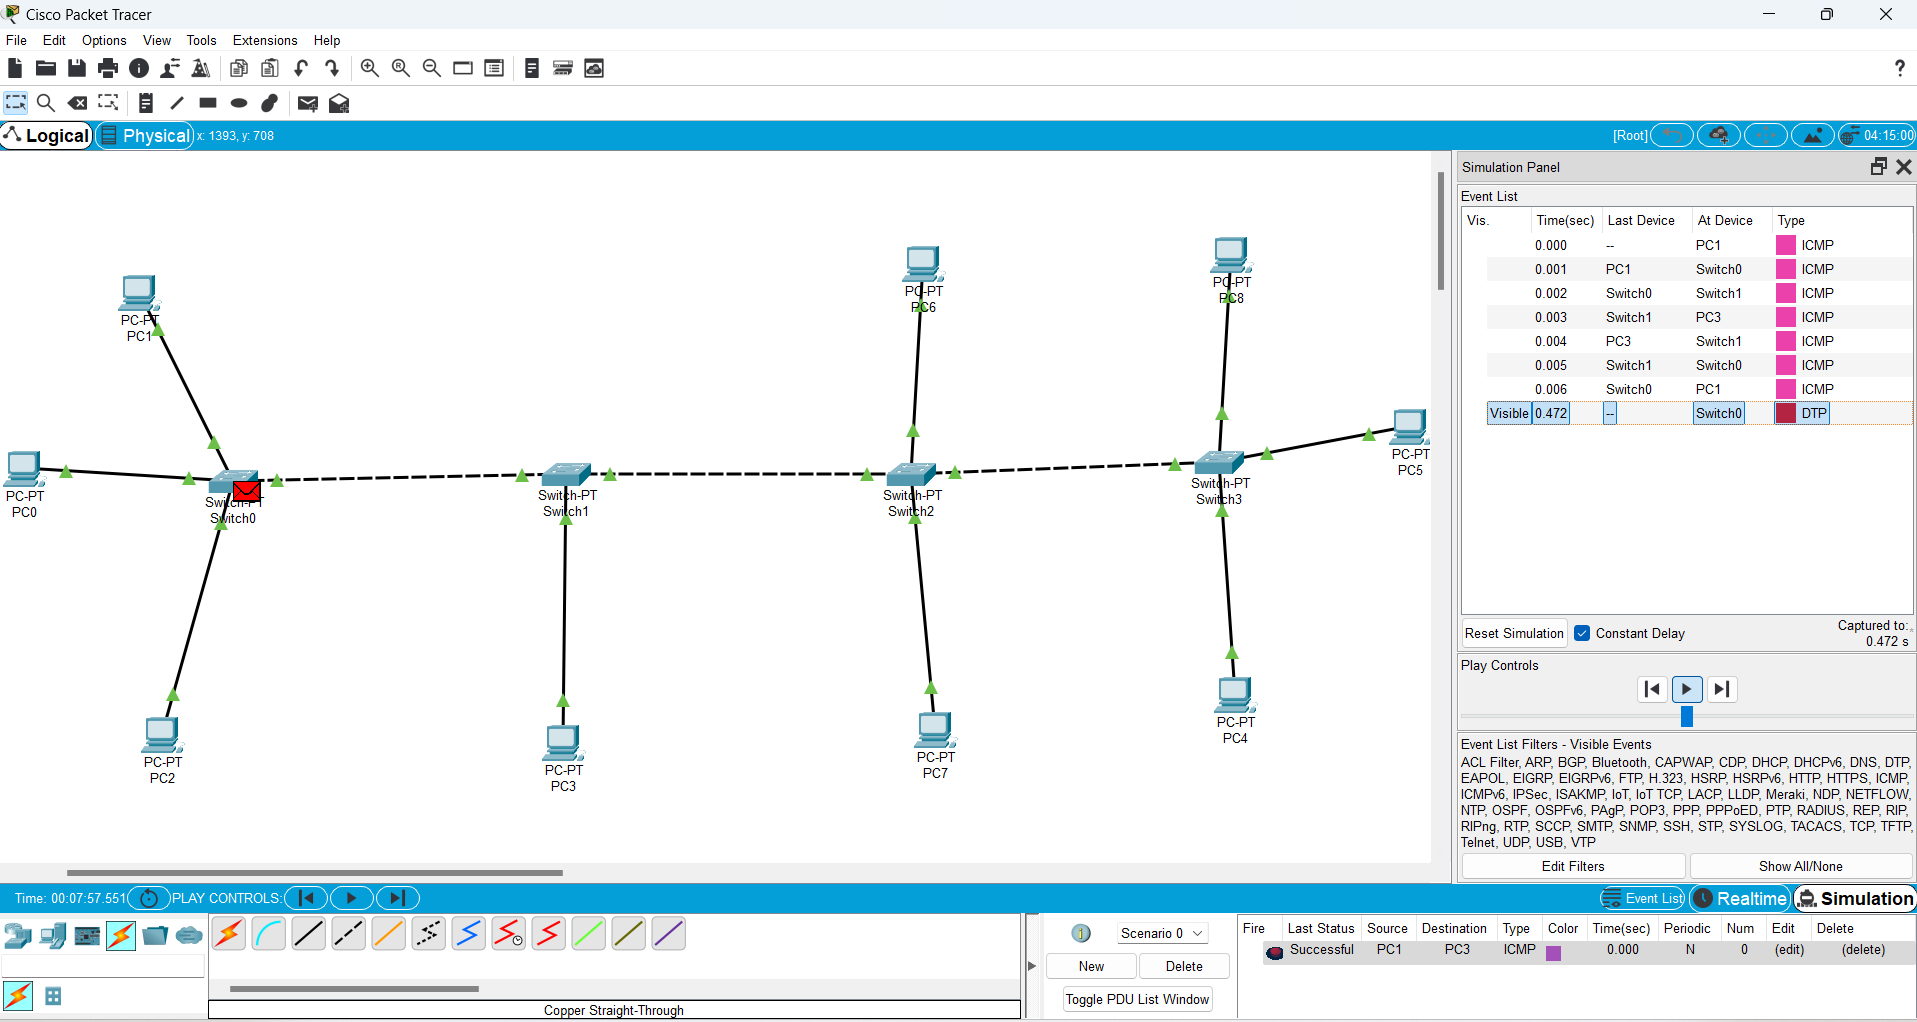 Cisco Packet Tracer
File Edit Options View Tools Extensions Help
?
Logical Physical x: 1393, y: 708 [Root] 04:15:00
PC-PT
PC1
PC-PT
PC0
PC-PT
PC2
Switch-PT
Switch0
Switch-PT
Switch1
PC-PT
PC3
PC-PT
PC6
Switch-PT
Switch2
PC-PT
PC7
PC-PT
PC8
Switch-PT
Switch3
PC-PT
PC5
PC-PT
PC4
Simulation Panel
Event List
Vis. Time(sec) Last Device At Device Type
0.000 -- PC1 ICMP
0.001 PC1 Switch0 ICMP
0.002 Switch0 Switch1 ICMP
0.003 Switch1 PC3 ICMP
0.004 PC3 Switch1 ICMP
0.005 Switch1 Switch0 ICMP
0.006 Switch0 PC1 ICMP
Visible 0.472 -- Switch0 DTP
Reset Simulation Constant Delay Captured to:
0.472 s
Play Controls
Event List Filters - Visible Events
ACL Filter, ARP, BGP, Bluetooth, CAPWAP, CDP, DHCP, DHCPv6, DNS, DTP,
EAPOL, EIGRP, EIGRPv6, FTP, H.323, HSRP, HSRPv6, HTTP, HTTPS, ICMP,
ICMPv6, IPSec, ISAKMP, IoT, IoT TCP, LACP, LLDP, Meraki, NDP, NETFLOW,
NTP, OSPF, OSPFv6, PAgP, POP3, PPP, PPPoED, PTP, RADIUS, REP, RIP,
RIPng, RTP, SCCP, SMTP, SNMP, SSH, STP, SYSLOG, TACACS, TCP, TFTP,
Telnet, UDP, USB, VTP
Edit Filters Show All/None
Time: 00:07:57.551 PLAY CONTROLS: Event List Realtime Simulation
Scenario 0
New Delete
Toggle PDU List Window
Fire Last Status Source Destination Type Color Time(sec) Periodic Num Edit Delete
Successful PC1 PC3 ICMP 0.000 N 0 (edit) (delete)
Copper Straight-Through